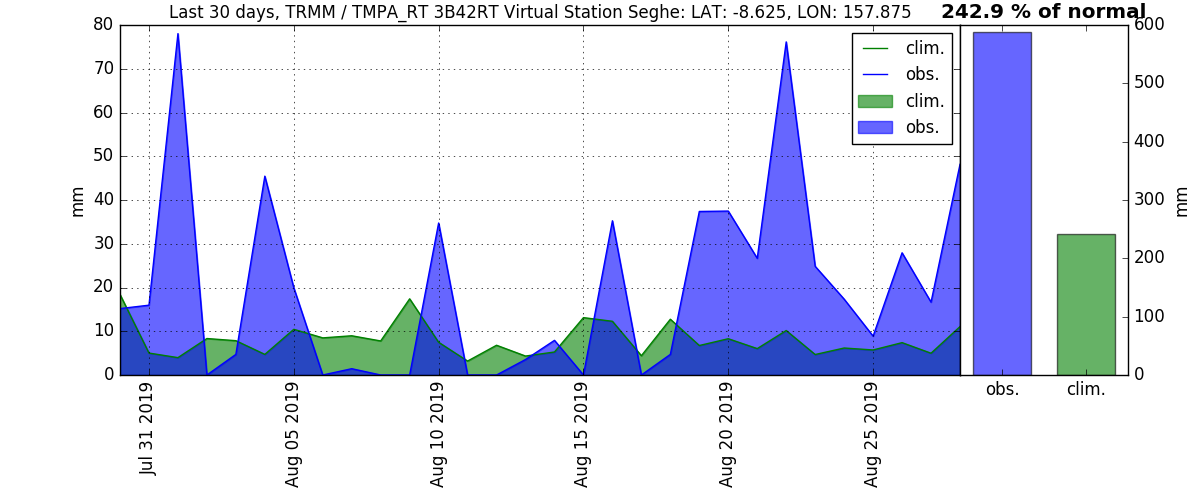 Last 30 days, TRMM / TMPA_RT 3B42RT Virtual Station Seghe: LAT: -8.625, LON: 157.875
242.9 % of normal
80
70
60
50
40
30
20
10
0
mm
clim.
obs.
clim.
obs.
600
500
400
300
200
100
0
mm
Jul 31 2019
Aug 05 2019
Aug 10 2019
Aug 15 2019
Aug 20 2019
Aug 25 2019
obs.
clim.